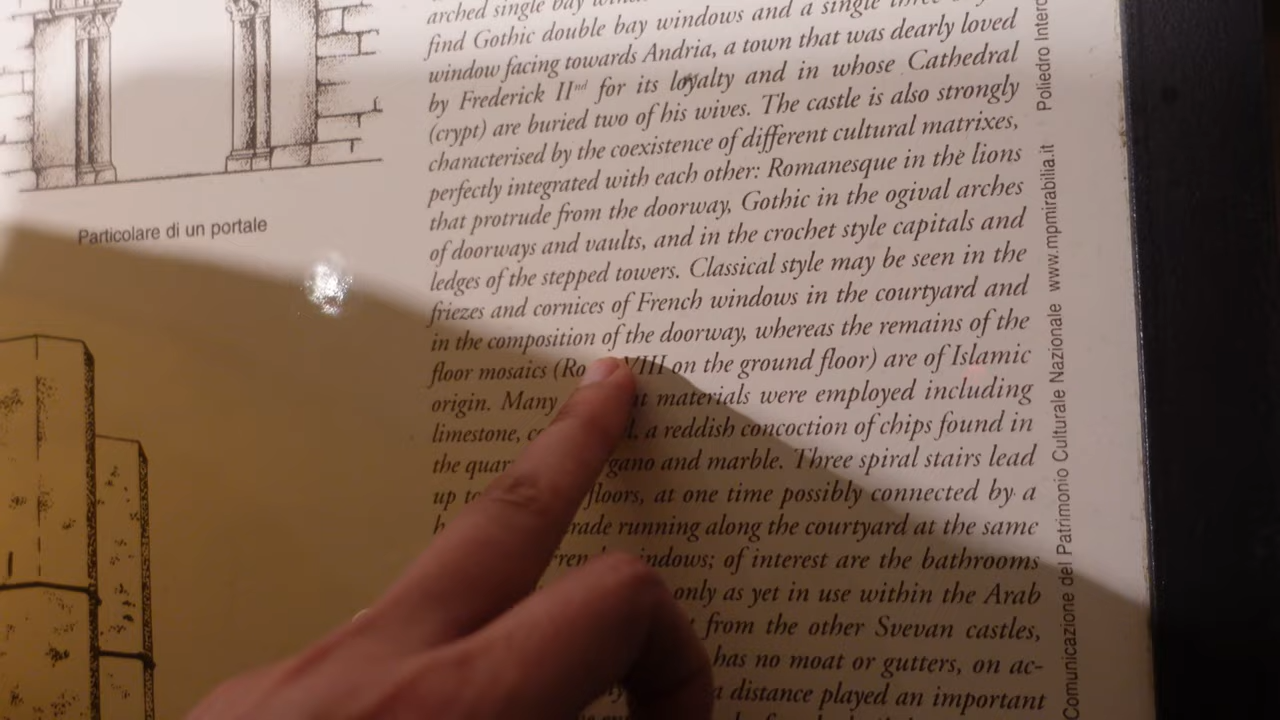 arched single bay
find Gothic double bay windows and a single
window facing towards Andria, a town that was dearly loved
by Frederick IInd for its loyalty and in whose Cathedral
(crypt) are buried two of his wives. The castle is also strongly
characterised by the coexistence of different cultural matrixes,
perfectly integrated with each other: Romanesque in the lions
that protrude from the doorway, Gothic in the ogival arches
of doorways and vaults, and in the crochet style capitals and
ledges of the stepped towers. Classical style may be seen in the
friezes and cornices of French windows in the courtyard and
in the composition of the doorway, whereas the remains of the
floor mosaics (Ro VIII on the ground floor) are of Islamic
origin. Many materials were employed including
limestone, a reddish concoction of chips found in
the quar gano and marble. Three spiral stairs lead
up to floors, at one time possibly connected by a
rade running along the courtyard at the same
indows; of interest are the bathrooms
only as yet in use within the Arab
from the other Svevan castles,
has no moat or gutters, on ac-
a distance played an important
Particolare di un portale
Comunicazione del Patrimonio Culturale Nazionale www.mpmirabilia.it Poliedro Interc